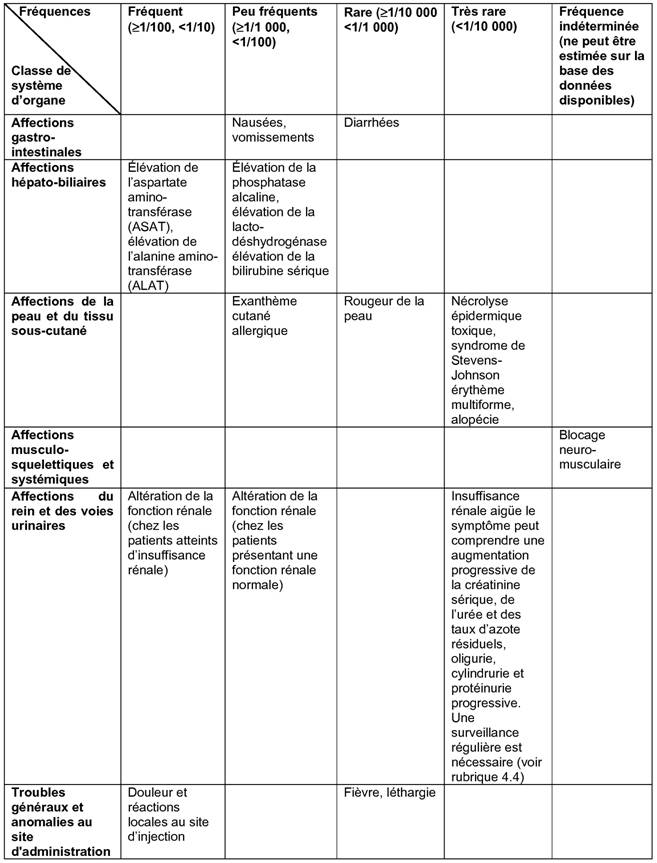 Fréquences
Classe de
système
d'organe
Fréquent
(≥1/100, <1/10)
Peu fréquents
(≥1/1 000,
<1/100)
Rare (≥1/10 000
<1/1 000)
Très rare
(<1/10 000)
Fréquence
indéterminée
(ne peut être
estimée sur la
base des
données
disponibles)
Affections
gastro-
intestinales
Nausées,
vomissements
Diarrhées
Affections
hépato-biliaires
Élévation de
l'aspartate
amino-
transférase
(ASAT),
élévation de
l'alanine amino-
transférase
(ALAT)
Élévation de la
phosphatase
alcaline,
élévation de la
lacto-
déshydrogénase
élévation de la
bilirubine sérique
Affections de la
peau et du tissu
sous-cutané
Exanthème
cutané
allergique
Rougeur de la
peau
Nécrolyse
épidermique
toxique,
syndrome de
Stevens-
Johnson
érythème
multiforme,
alopécie
Affections
musculo-
squelettiques et
systémiques
Blocage
neuro-
musculaire
Affections du
rein et des voies
urinaires
Altération de la
fonction rénale
(chez les
patients atteints
d'insuffisance
rénale)
Altération de la
fonction rénale
(chez les
patients
présentant une
fonction rénale
normale)
Insuffisance
rénale aigüe le
symptôme peut
comprendre une
augmentation
progressive de
la créatinine
sérique, de
l'urée et des
taux d'azote
résiduels,
oligurie,
cylindrurie et
protéinurie
progressive.
Une
surveillance
régulière est
nécessaire (voir
rubrique 4.4)
Troubles
généraux et
anomalies au
site
d'administration
Douleur et
réactions
locales au site
d'injection
Fièvre, léthargie